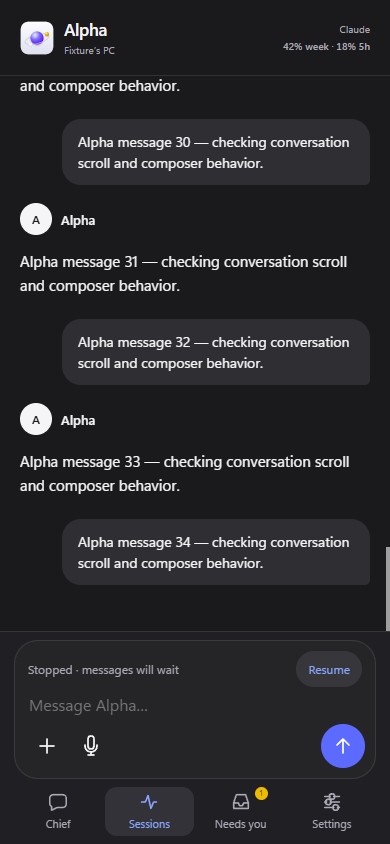 Alpha
Fixture's PC
Claude
42% week · 18% 5h
and composer behavior.
Alpha message 30 — checking conversation
scroll and composer behavior.
A
Alpha
Alpha message 31 — checking conversation scroll
and composer behavior.
Alpha message 32 — checking conversation
scroll and composer behavior.
A
Alpha
Alpha message 33 — checking conversation scroll
and composer behavior.
Alpha message 34 — checking conversation
scroll and composer behavior.
Stopped · messages will wait
Resume
Message Alpha...
1
Chief
Sessions
Needs you
Settings